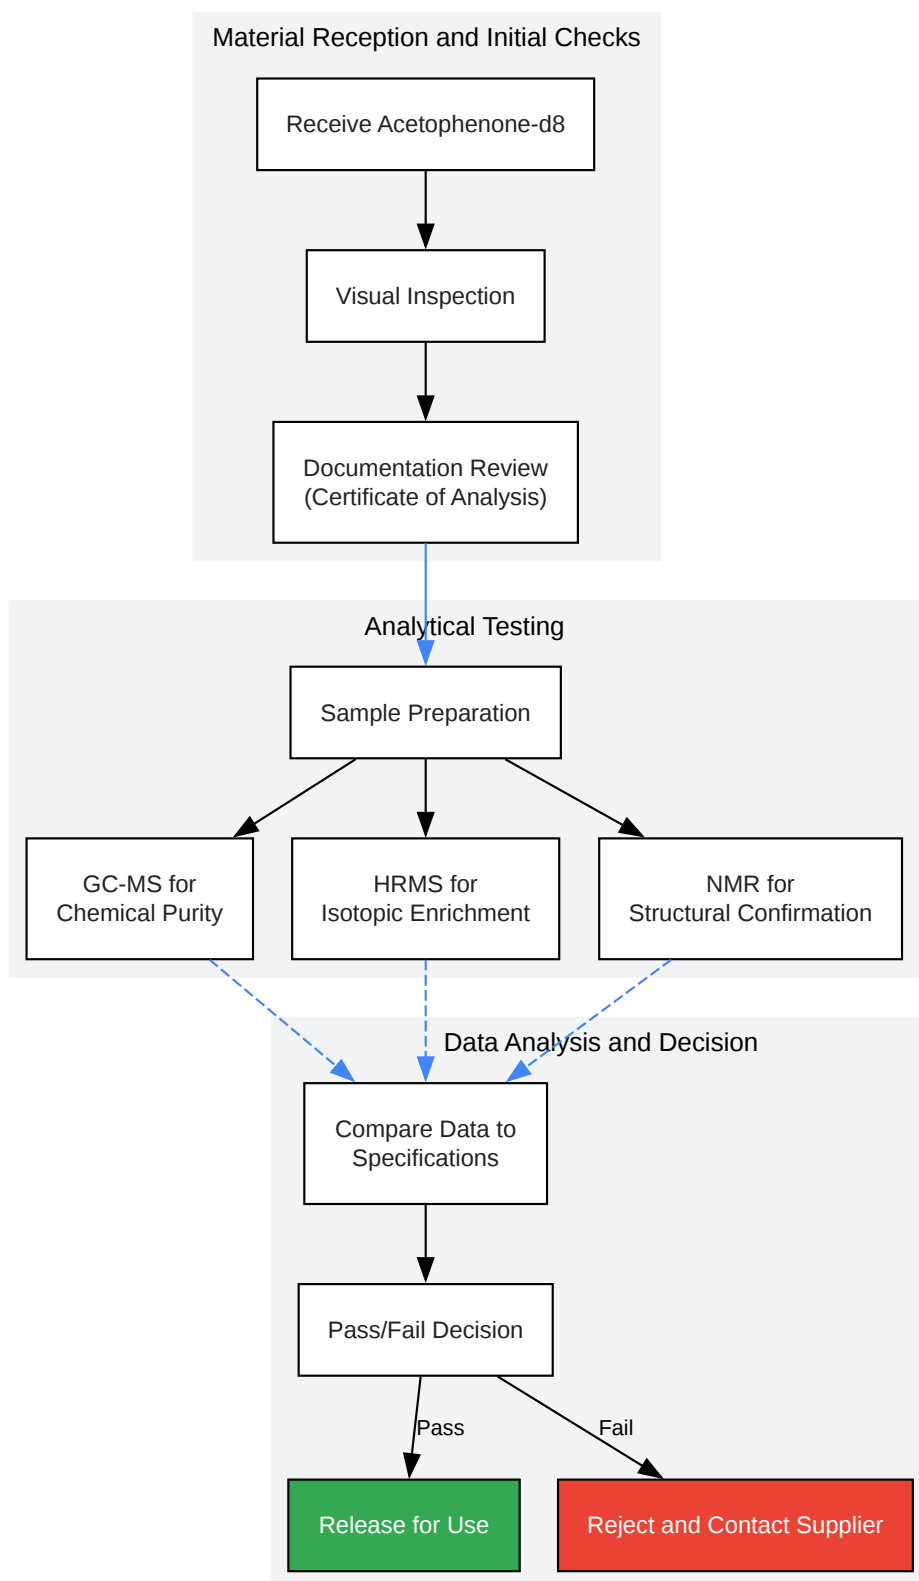 Material Reception and Initial Checks
Receive Acetophenone-d8
Visual Inspection
Documentation Review
(Certificate of Analysis)
Analytical Testing
Sample Preparation
GC-MS for
Chemical Purity
HRMS for
Isotopic Enrichment
NMR for
Structural Confirmation
Data Analysis and Decision
Compare Data to
Specifications
Pass/Fail Decision
Pass
Fail
Release for Use
Reject and Contact Supplier